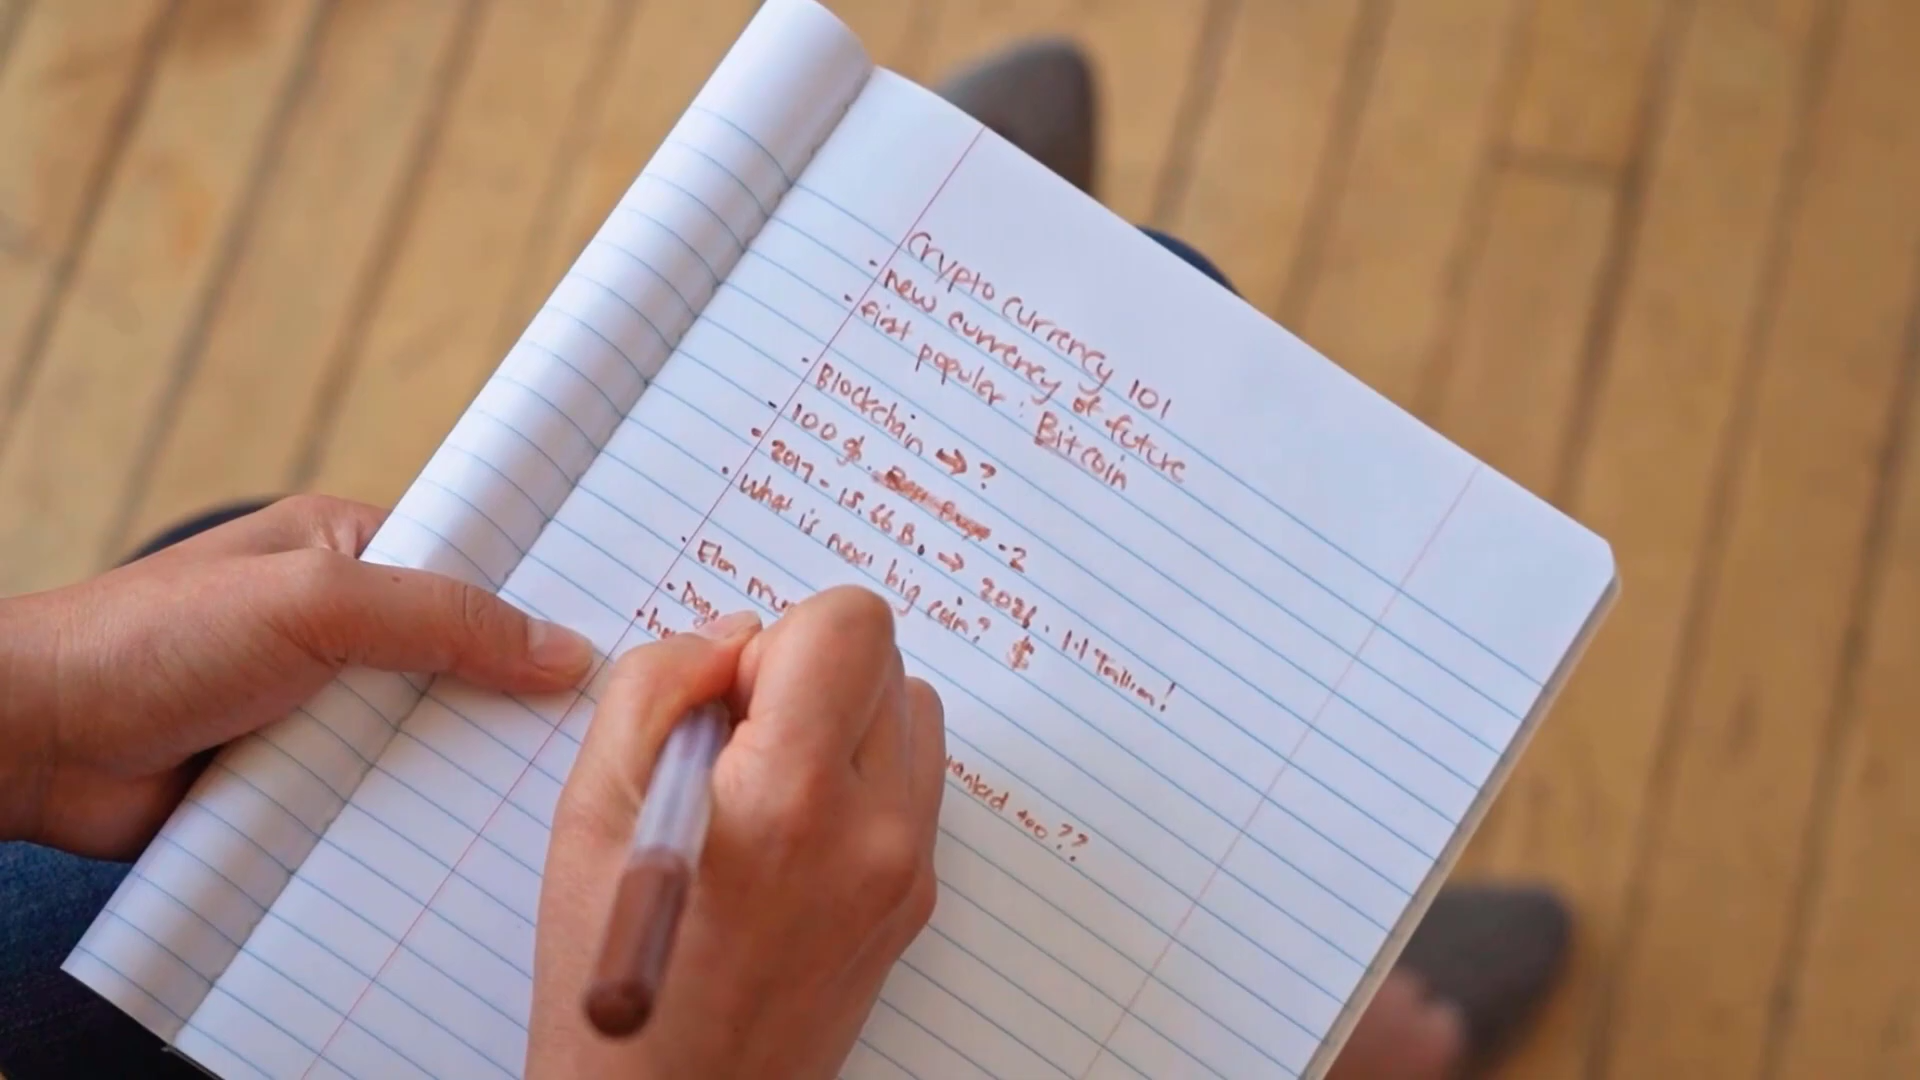 Crypto Currency 101
- new currency of future
- first popular : Bitcoin
- Blockchain → ?
- 100 $. -2
- 2017 - 15.66 B. → 2021. 1.1 Trillion!
- What is next big coin? $
- Elon
- Doge
too??